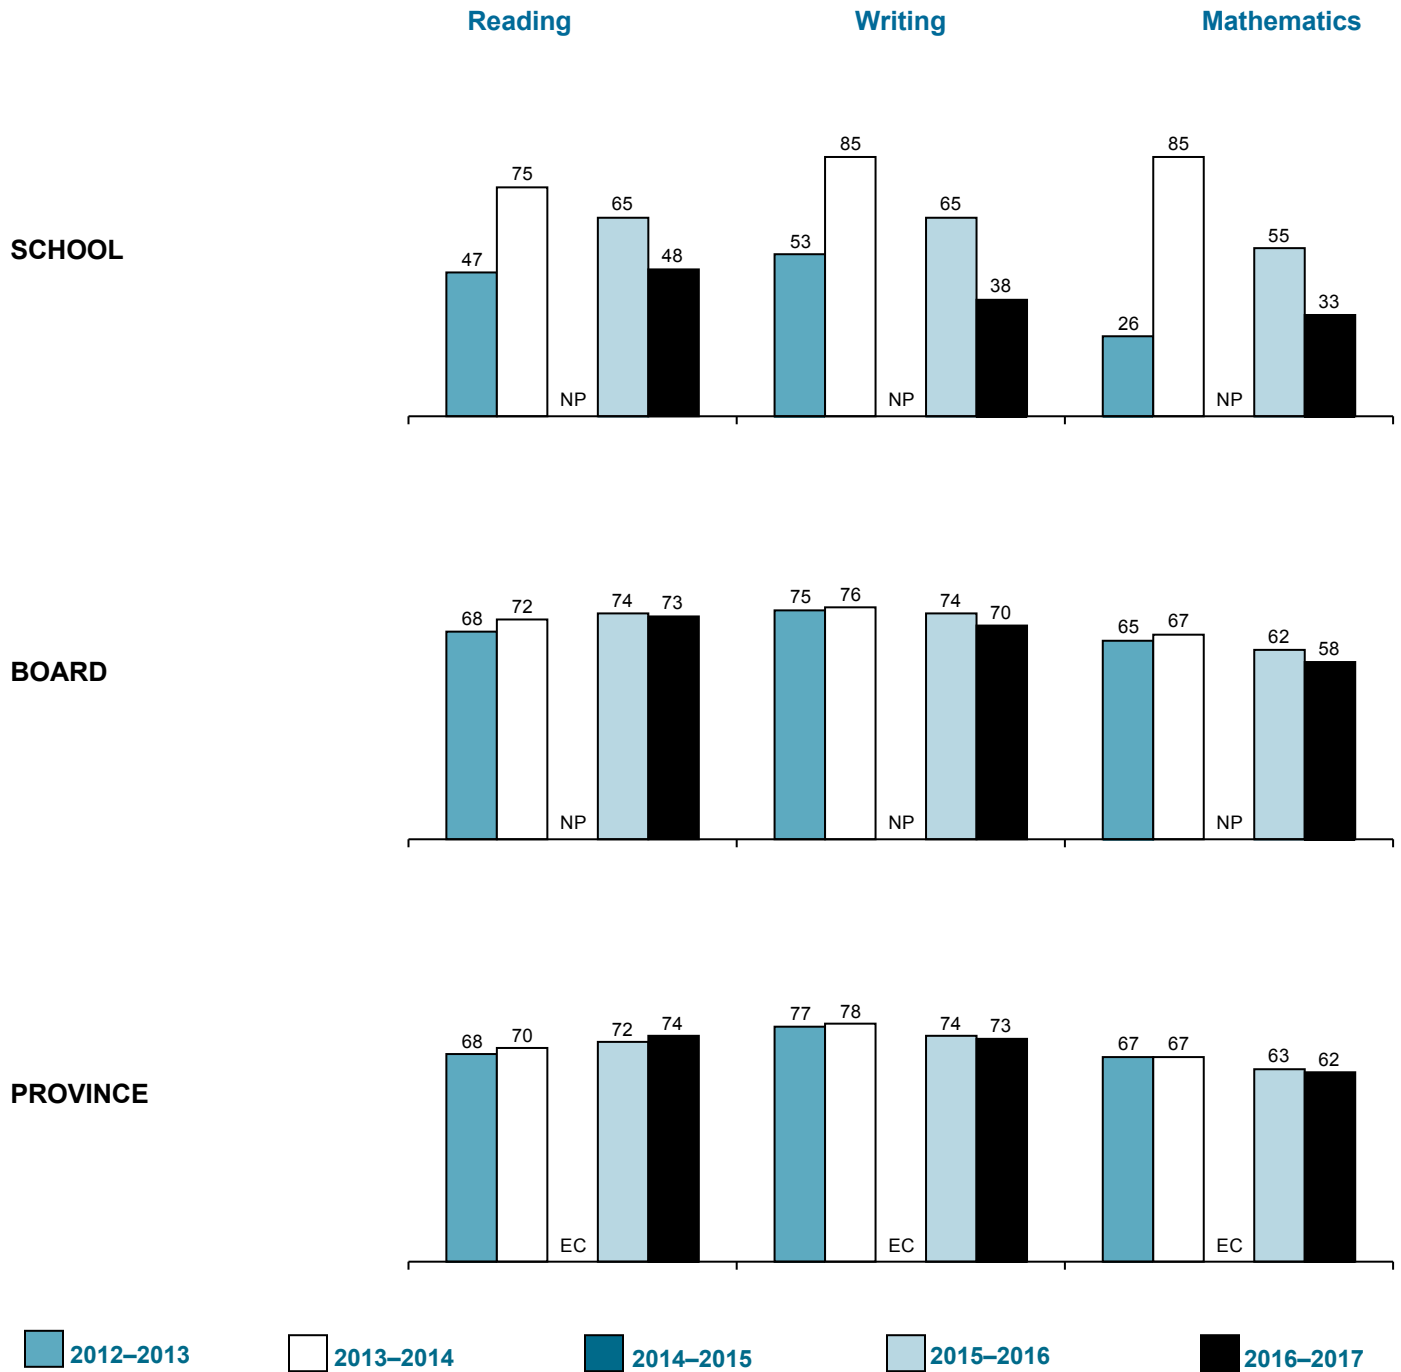 Reading Writing Mathematics
SCHOOL
47 75 NP 65 48 53 85 NP 65 38 26 85 NP 55 33
BOARD
68 72 NP 74 73 75 76 NP 74 70 65 67 NP 62 58
PROVINCE
68 70 EC 72 74 77 78 EC 74 73 67 67 EC 63 62
2012–2013 2013–2014 2014–2015 2015–2016 2016–2017